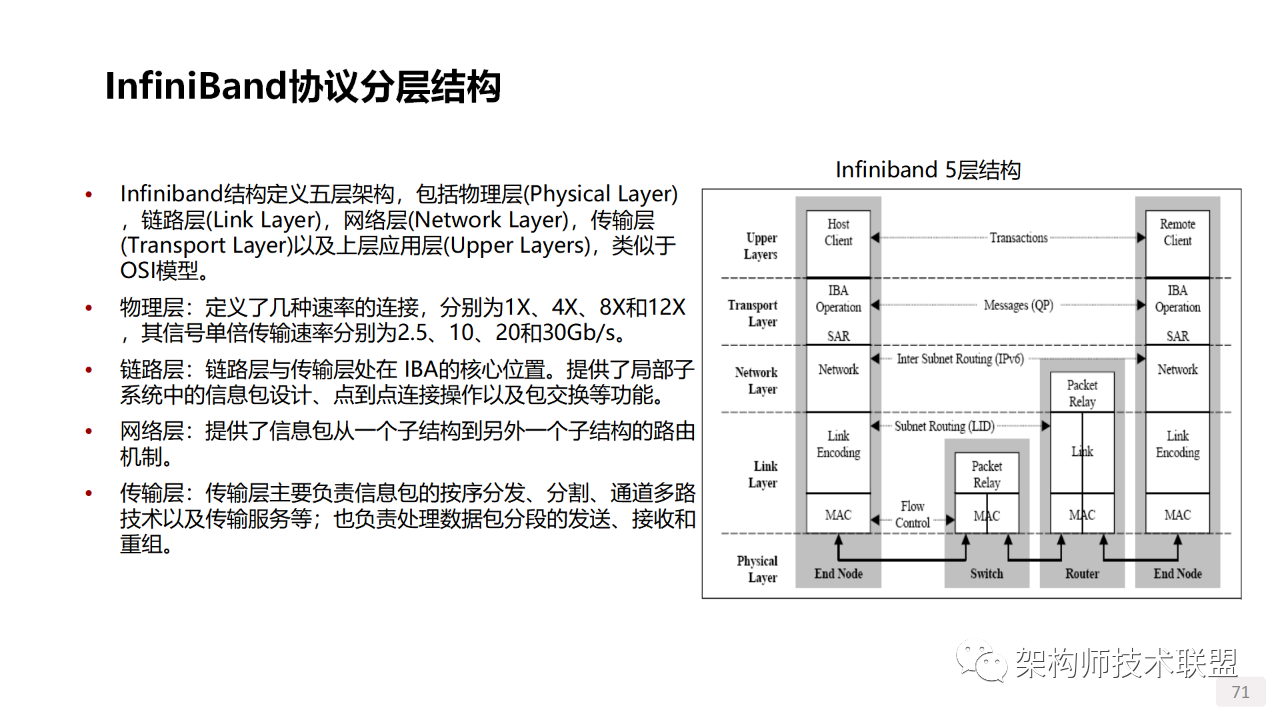 InfiniBand协议分层结构
• Infiniband结构定义五层架构，包括物理层(Physical Layer)
，链路层(Link Layer)，网络层(Network Layer)，传输层
(Transport Layer)以及上层应用层(Upper Layers)，类似于
OSI模型。
• 物理层：定义了几种速率的连接，分别为1X、4X、8X和12X
，其信号单倍传输速率分别为2.5、10、20和30Gb/s。
• 链路层：链路层与传输层处在 IBA的核心位置。提供了局部子
系统中的信息包设计、点到点连接操作以及包交换等功能。
• 网络层：提供了信息包从一个子结构到另外一个子结构的路由
机制。
• 传输层：传输层主要负责信息包的按序分发、分割、通道多路
技术以及传输服务等；也负责处理数据包分段的发送、接收和
重组。
Infiniband 5层结构
Upper
Layers
Host
Client
Transactions
Remote
Client
Transport
Layer
IBA
Operation
SAR
Messages (QP)
IBA
Operation
SAR
Network
Layer
Network
Inter Subnet Routing (IPv6)
Network
Packet
Relay
Link
Layer
Link
Encoding
Subnet Routing (LID)
Link
Link
Encoding
Packet
Relay
MAC
Flow
Control
MAC
MAC
MAC
Physical
Layer
End Node
Switch
Router
End Node
架构师技术联盟
71